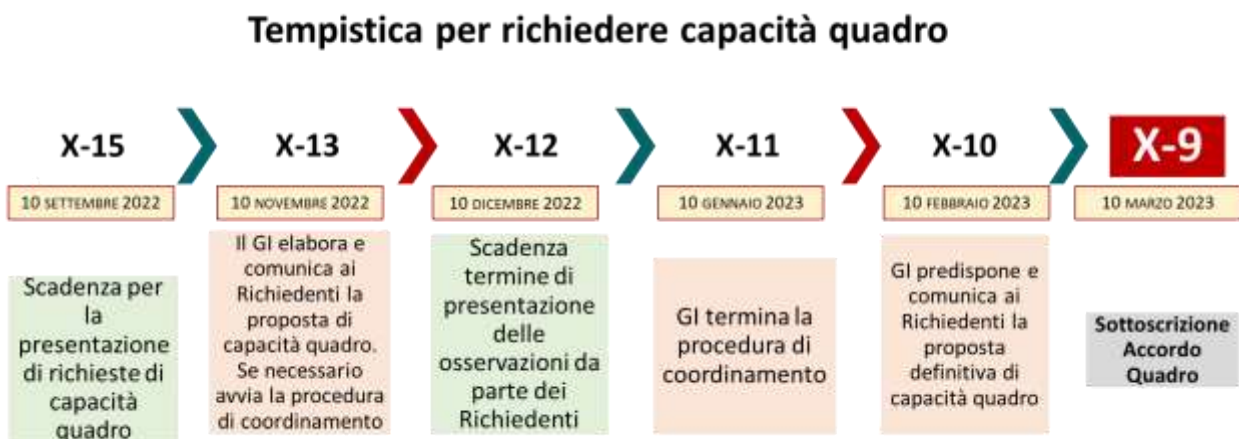 Tempistica per richiedere capacità quadro
X-15
X-13
X-12
X-11
X-10
X-9
10 SETTEMBRE 2022
10 NOVEMBRE 2022
10 DICEMBRE 2022
10 GENNAIO 2023
10 FEBBRAIO 2023
10 MARZO 2023
Scadenza per
la
presentazione
di richieste di
capacità
quadro
Il GI elabora e
comunica ai
Richiedenti la
proposta di
capacità quadro.
Se necessario
avvia la procedura
di coordinamento
Scadenza
termine di
presentazione
delle
osservazioni da
parte dei
Richiedenti
GI termina la
procedura di
coordinamento
GI predispone e
comunica ai
Richiedenti la
proposta
definitiva di
capacità quadro
Sottoscrizione
Accordo
Quadro